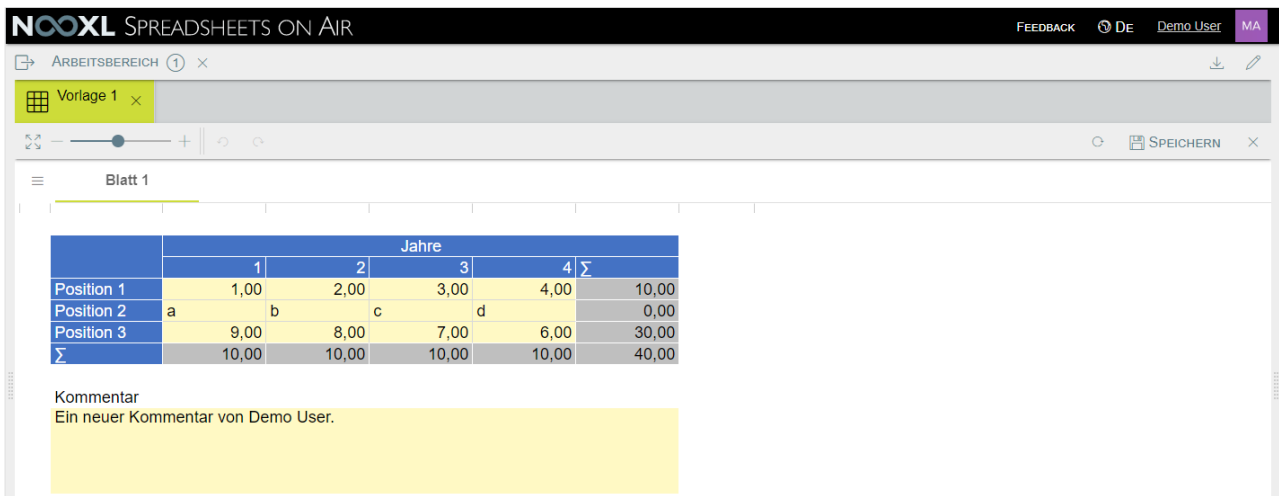 NOOXL SPREADSHEETS ON AIR FEEDBACK DE Demo User MA
ARBEITSBEREICH 1
Vorlage 1
SPEICHERN
Blatt 1
Jahre
1 2 3 4 ∑
Position 1 1,00 2,00 3,00 4,00 10,00
Position 2 a b c d 0,00
Position 3 9,00 8,00 7,00 6,00 30,00
∑ 10,00 10,00 10,00 10,00 40,00
Kommentar
Ein neuer Kommentar von Demo User.